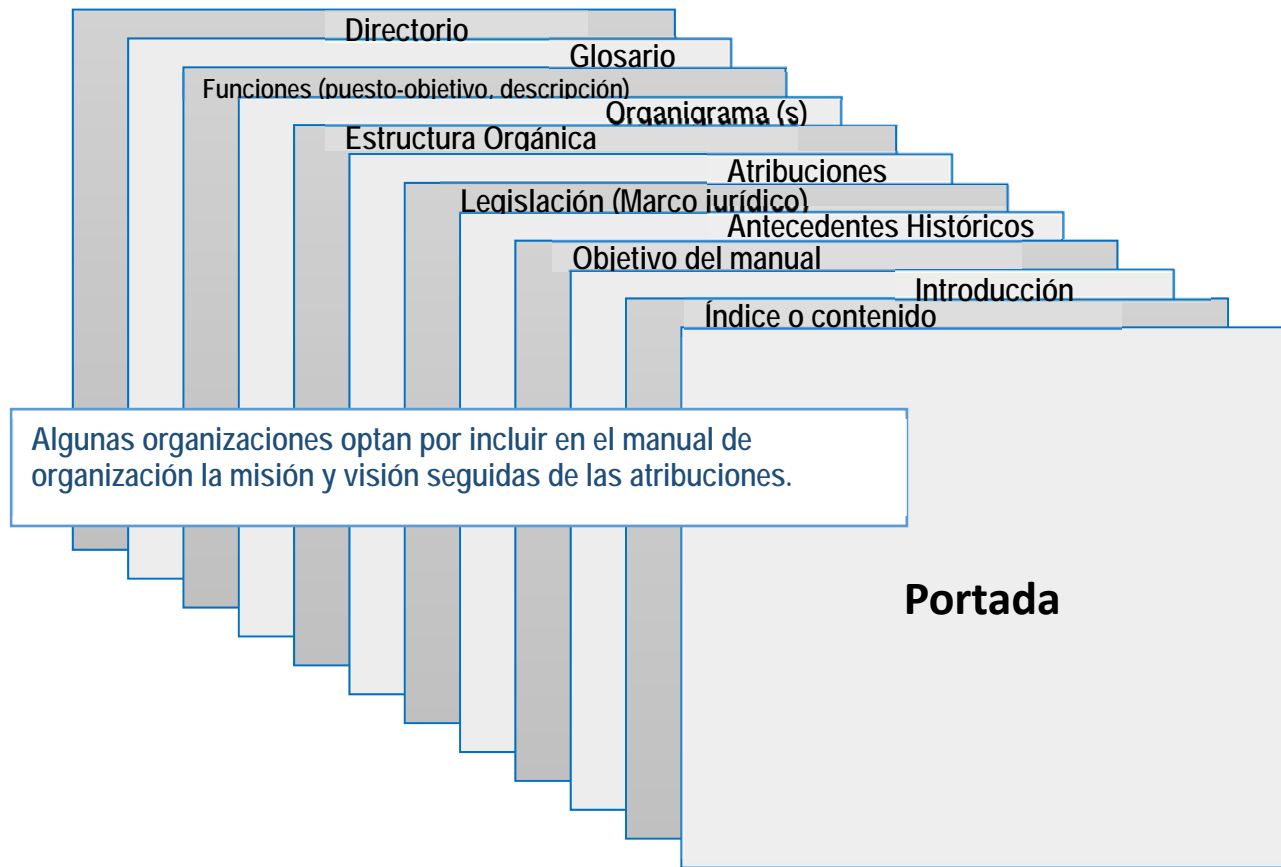 Directorio
Glosario
Funciones (puesto-objetivo, descripción)
Organigrama (s)
Estructura Orgánica
Atribuciones
Legislación (Marco jurídico)
Antecedentes Históricos
Objetivo del manual
Introducción
Índice o contenido
Algunas organizaciones optan por incluir en el manual de
organización la misión y visión seguidas de las atribuciones.
Portada